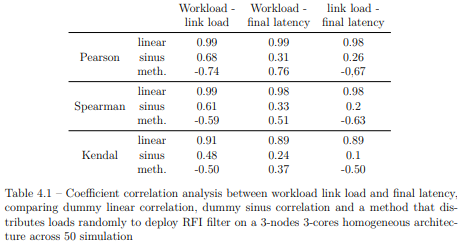 Workload - Workload - link load -
link load final latency final latency
linear 0.99 0.99 0.98
Pearson sinus 0.68 0.31 0.26
meth. -0.74 0.76 -0,67
linear 0.99 0.98 0.98
Spearman sinus 0.61 0.33 0.2
meth. -0.59 0.51 -0.63
linear 0.91 0.89 0.89
Kendal sinus 0.48 0.24 0.1
meth. -0.50 0.37 -0.50
Table 4.1 – Coefficient correlation analysis between workload link load and final latency,
comparing dummy linear correlation, dummy sinus correlation and a method that dis-
tributes loads randomly to deploy RFI filter on a 3-nodes 3-cores homogeneous architec-
ture across 50 simulation